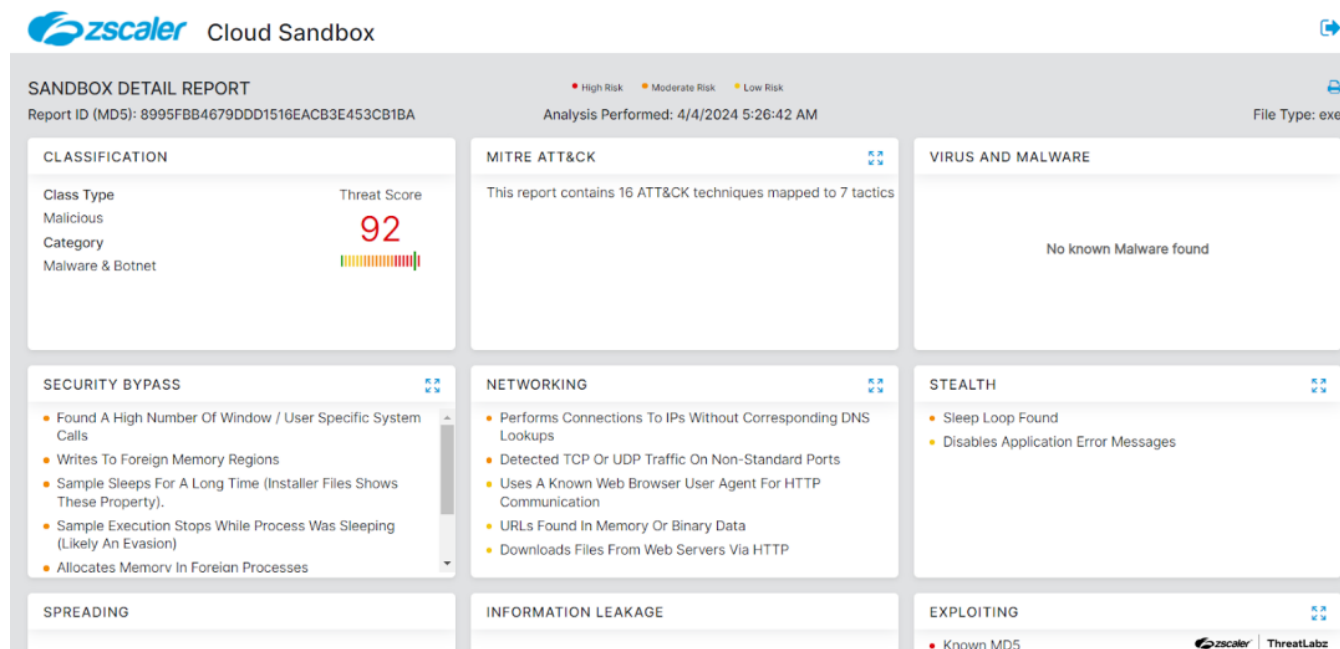 zscaler Cloud Sandbox
SANDBOX DETAIL REPORT
High Risk Moderate Risk Low Risk
Report ID (MD5): 8995FBB4679DDD1516EACB3E453CB1BA
Analysis Performed: 4/4/2024 5:26:42 AM
File Type: exe
CLASSIFICATION
Class Type
Threat Score
Malicious
92
Category
Malware & Botnet
MITRE ATT&CK
This report contains 16 ATT&CK techniques mapped to 7 tactics
VIRUS AND MALWARE
No known Malware found
SECURITY BYPASS
Found A High Number Of Window / User Specific System
Calls
Writes To Foreign Memory Regions
Sample Sleeps For A Long Time (Installer Files Shows
These Property).
Sample Execution Stops While Process Was Sleeping
(Likely An Evasion)
Allocates Memory In Foreign Processes
NETWORKING
Performs Connections To IPs Without Corresponding DNS
Lookups
Detected TCP Or UDP Traffic On Non-Standard Ports
Uses A Known Web Browser User Agent For HTTP
Communication
URLs Found In Memory Or Binary Data
Downloads Files From Web Servers Via HTTP
STEALTH
Sleep Loop Found
Disables Application Error Messages
SPREADING
INFORMATION LEAKAGE
EXPLOITING
Known MD5
zscaler ThreatLabz